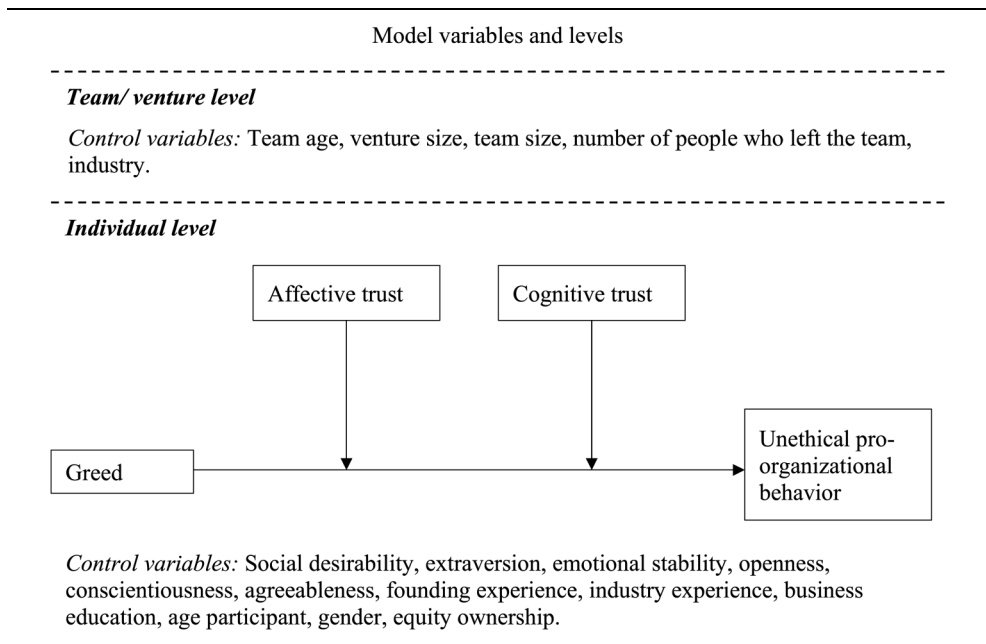 Model variables and levels
Team/ venture level
Control variables: Team age, venture size, team size, number of people who left the team,
industry.
Individual level
Affective trust
Cognitive trust
Greed
Unethical pro-
organizational
behavior
Control variables: Social desirability, extraversion, emotional stability, openness,
conscientiousness, agreeableness, founding experience, industry experience, business
education, age participant, gender, equity ownership.